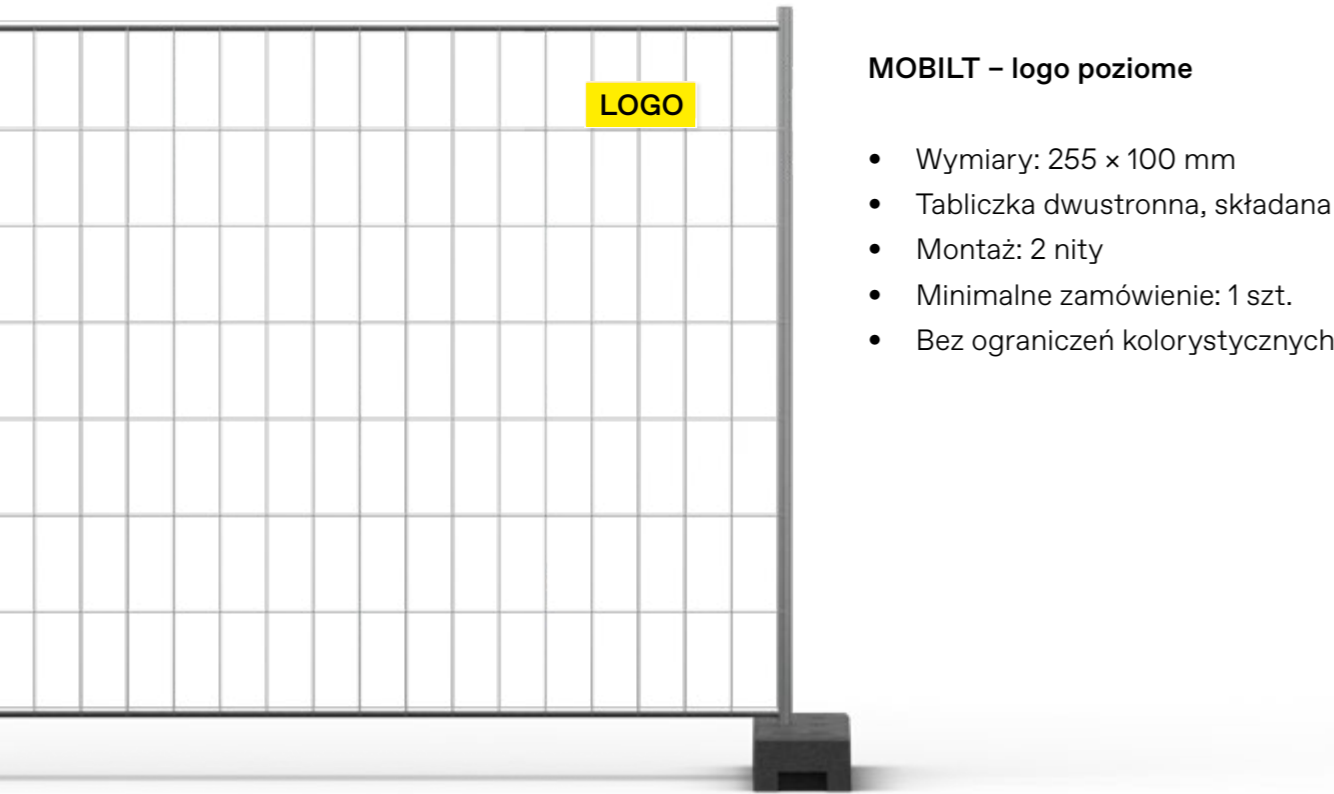 LOGO
MOBILT – logo poziome
• Wymiary: 255 × 100 mm
• Tabliczka dwustronna, składana
• Montaż: 2 nity
• Minimalne zamówienie: 1 szt.
• Bez ograniczeń kolorystycznych